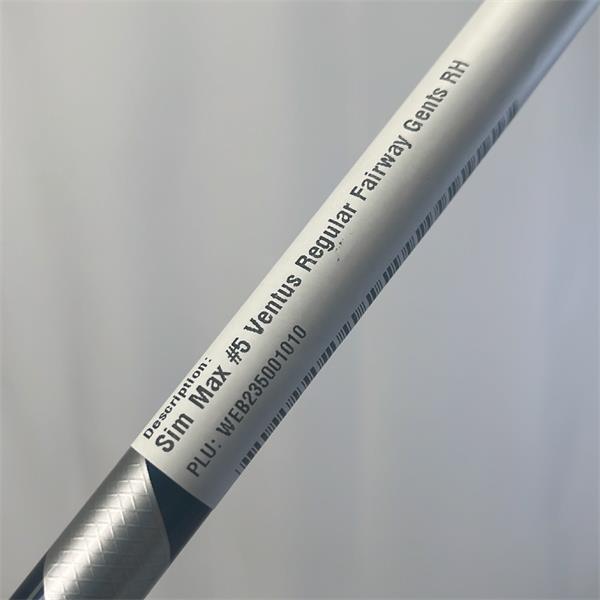 Description:
Sim Max #5 Ventus Regular Fairway Gents RH
PLU: WEB235001010